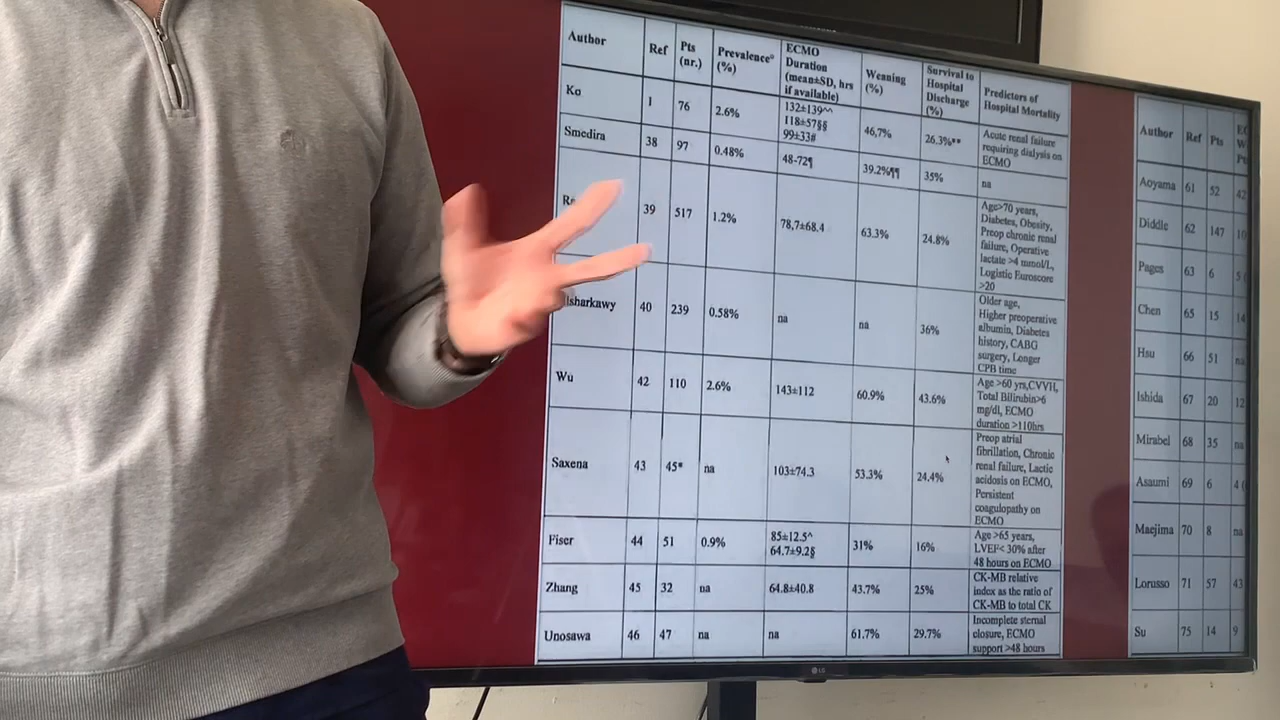 Author
Ref
Pts
(nr.)
Prevalence°
(%)
ECMO
Duration
(mean±SD, hrs
if available)
Weaning
(%)
Survival to
Hospital
Discharge
(%)
Predictors of
Hospital Mortality
Ko
1
76
2.6%
132±139^^
118±57§§
99±33#
46,7%
26.3%**
Acute renal failure
requiring dialysis on
ECMO
Smedira
38
97
0.48%
48-72¶
39.2%¶¶
35%
na
39
517
1.2%
78,7±68.4
63.3%
24.8%
Age>70 years,
Diabetes, Obesity,
Preop chronic renal
failure, Operative
lactate >4 mmol/L,
Logistic Euroscore
>20
lsharkawy
40
239
0.58%
na
na
36%
Older age,
Higher preoperative
albumin, Diabetes
history, CABG
surgery, Longer
CPB time
Wu
42
110
2.6%
143±112
60.9%
43.6%
Age >60 yrs,CVVH,
Total Bilirubin>6
mg/dl, ECMO
duration >110hrs
Saxena
43
45*
na
103±74.3
53.3%
24.4%
Preop atrial
fibrillation, Chronic
renal failure, Lactic
acidosis on ECMO,
Persistent
coagulopathy on
ECMO
Fiser
44
51
0.9%
85±12.5^
64.7±9.2§
31%
16%
Age >65 years,
LVEF< 30% after
48 hours on ECMO
Zhang
45
32
na
64.8±40.8
43.7%
25%
CK-MB relative
index as the ratio of
CK-MB to total CK
Unosawa
46
47
na
na
61.7%
29.7%
Incomplete sternal
closure, ECMO
support >48 hours
Author
Ref
Pts
Aoyama
61
52
42
Diddle
62
147
10
Pages
63
6
5 (
Chen
65
15
14
Hsu
66
51
na
Ishida
67
20
12
Mirabel
68
35
na
Asaumi
69
6
4 (
Maejima
70
8
na
Lorusso
71
57
43
Su
75
14
9
LG